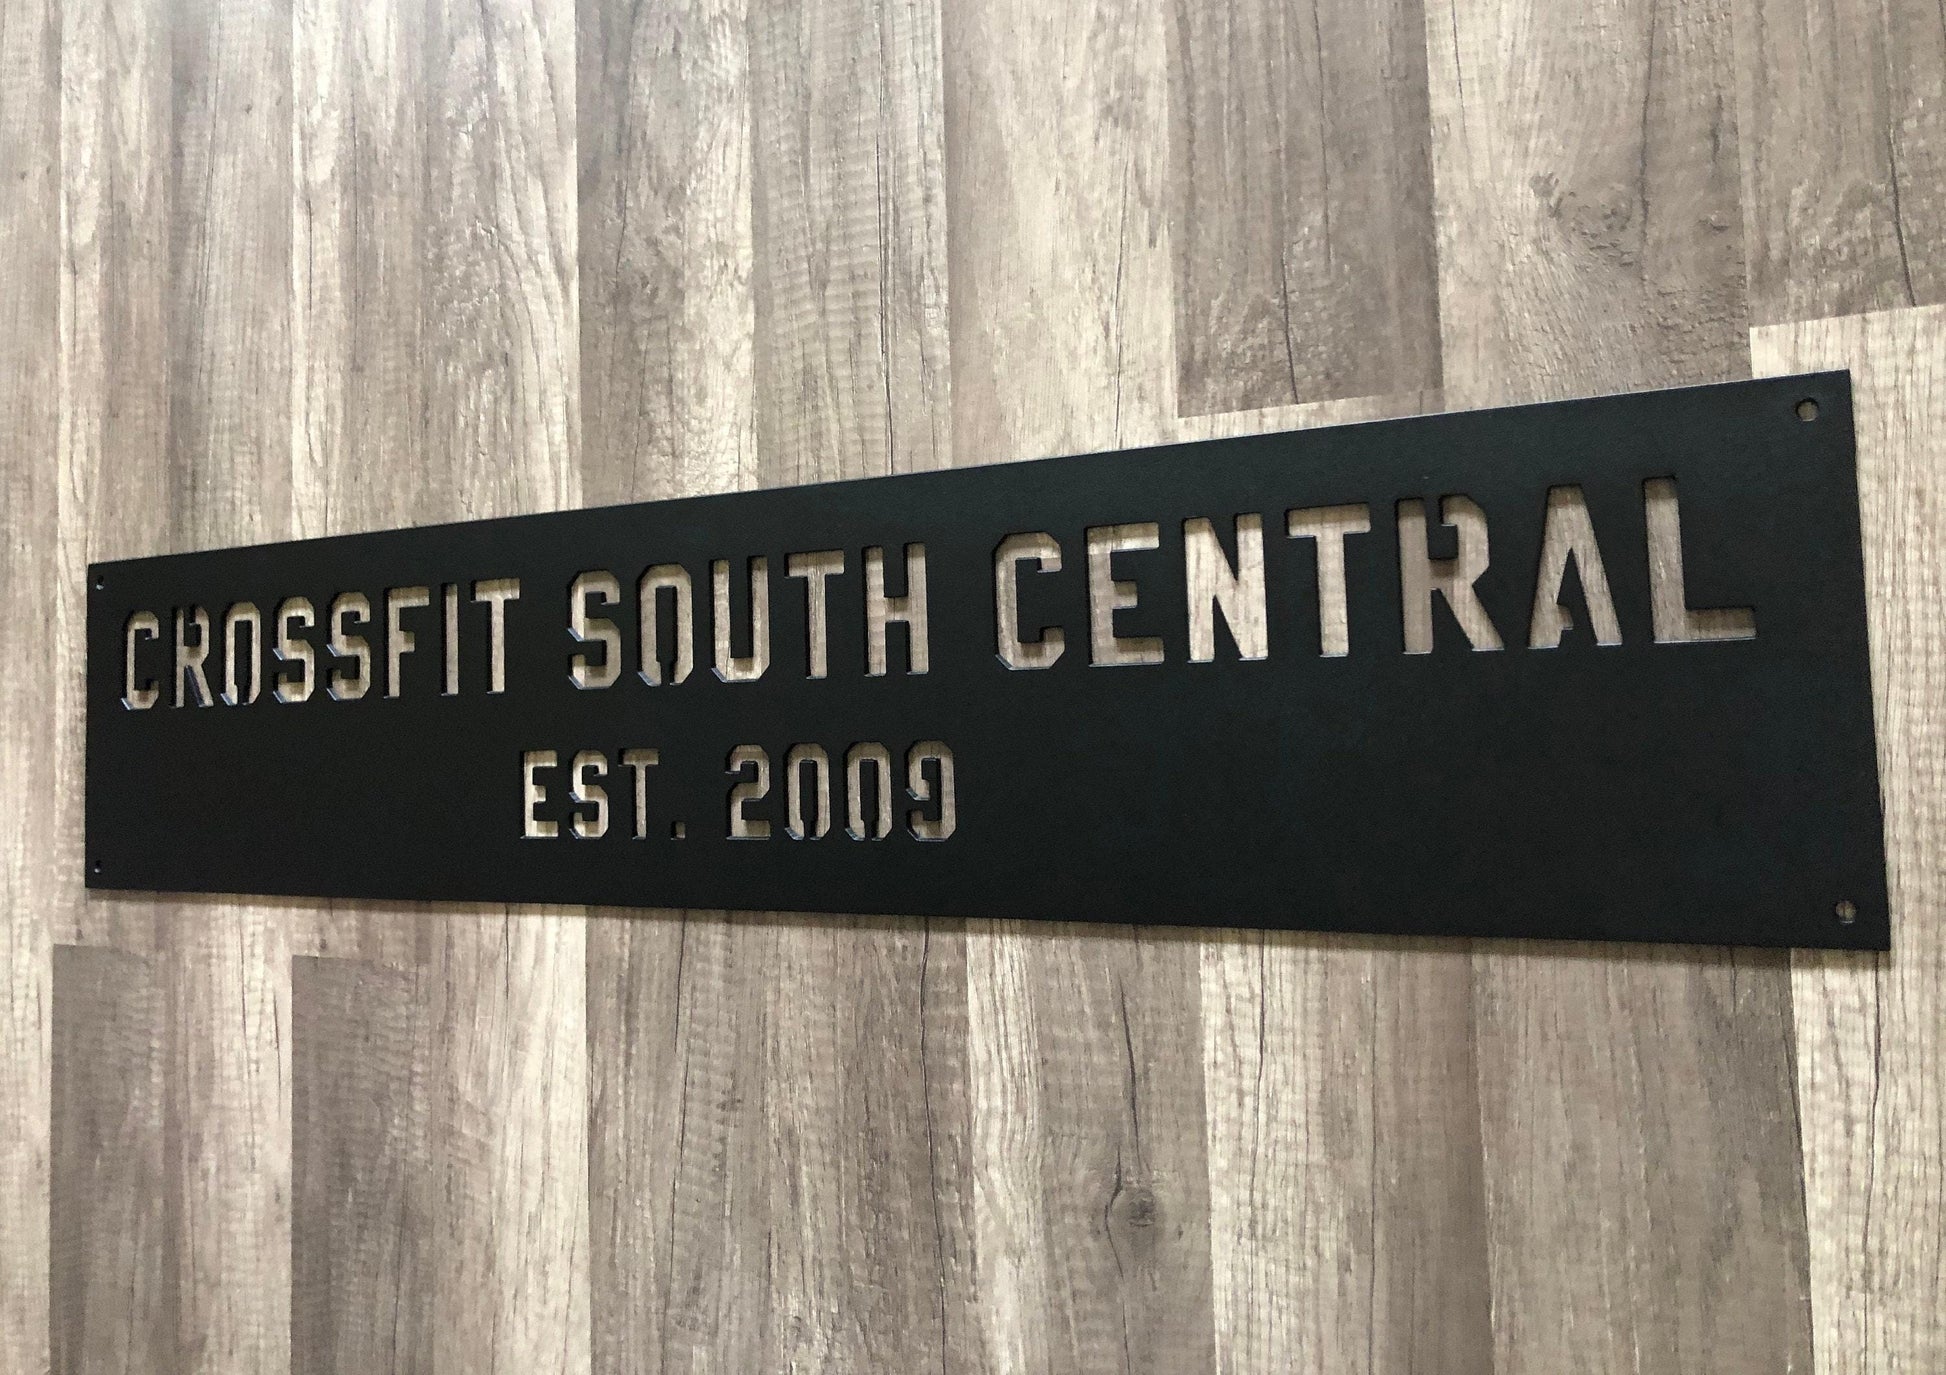 CROSSFIT SOUTH CENTRAL
EST. 2009